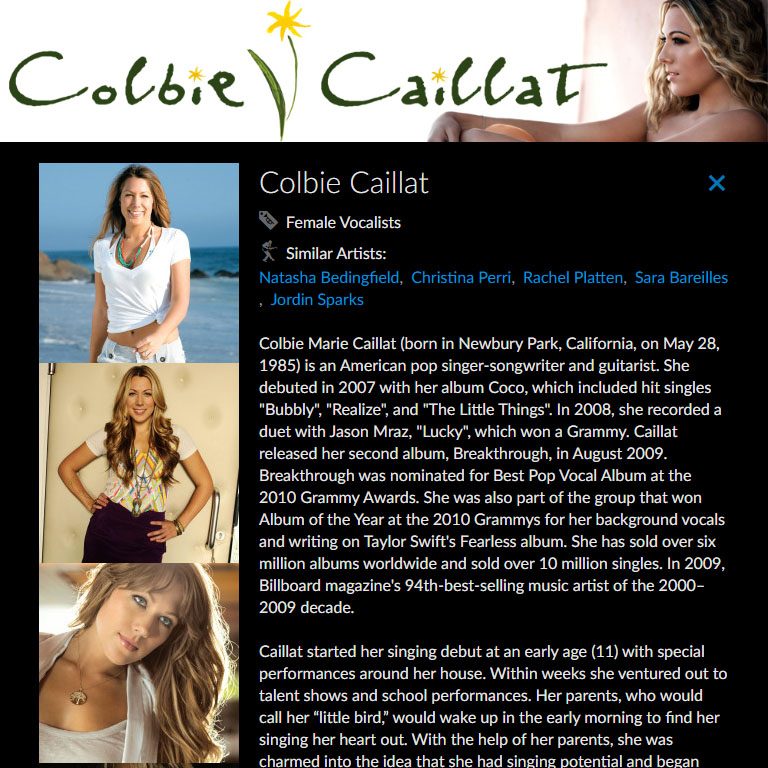 Colbie Caillat
Colbie Caillat
Female Vocalists
Similar Artists:
Natasha Bedingfield, Christina Perri, Rachel Platten, Sara Bareilles
, Jordin Sparks
Colbie Marie Caillat (born in Newbury Park, California, on May 28,
1985) is an American pop singer-songwriter and guitarist. She
debuted in 2007 with her album Coco, which included hit singles
"Bubbly", "Realize", and "The Little Things". In 2008, she recorded a
duet with Jason Mraz, "Lucky", which won a Grammy. Caillat
released her second album, Breakthrough, in August 2009.
Breakthrough was nominated for Best Pop Vocal Album at the
2010 Grammy Awards. She was also part of the group that won
Album of the Year at the 2010 Grammys for her background vocals
and writing on Taylor Swift's Fearless album. She has sold over six
million albums worldwide and sold over 10 million singles. In 2009,
Billboard magazine's 94th-best-selling music artist of the 2000–
2009 decade.
Caillat started her singing debut at an early age (11) with special
performances around her house. Within weeks she ventured out to
talent shows and school performances. Her parents, who would
call her “little bird,” would wake up in the early morning to find her
singing her heart out. With the help of her parents, she was
charmed into the idea that she had singing potential and began